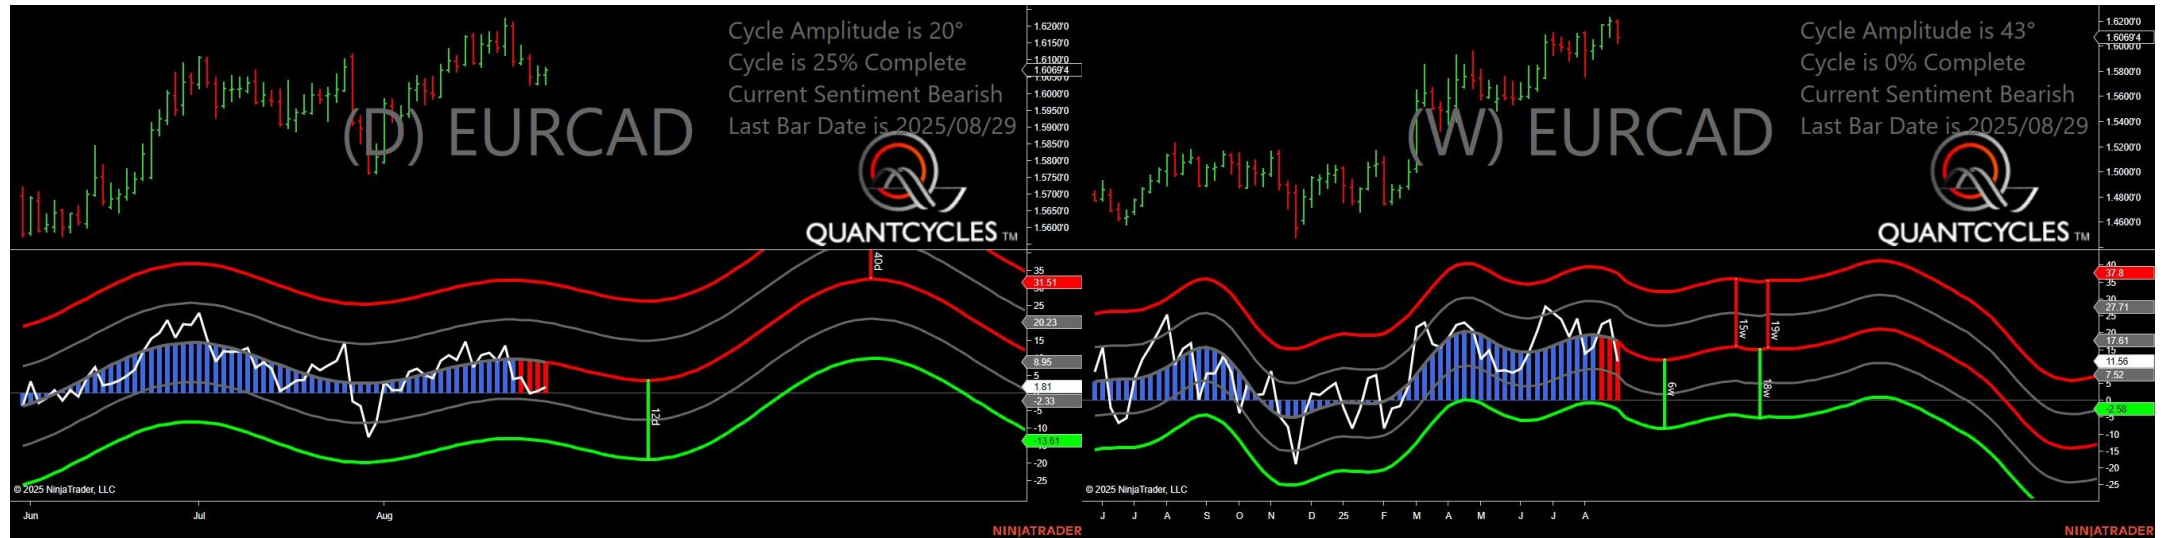 Cycle Amplitude is 20°
Cycle is 25% Complete
Current Sentiment Bearish
Last Bar Date is 2025/08/29
(D) EURCAD
QUANTCYCLES TM
1.6200'0
1.6150'0
1.6100'0
1.6069'4
1.6000'0
1.5950'0
1.5900'0
1.5850'0
1.5800'0
1.5750'0
1.5700'0
1.5650'0
1.5600'0
40d
12d
35
31.51
25
20.23
15
8.95
5
1.81
-2.33
-5
-10
-13.61
-20
-25
© 2025 NinjaTrader, LLC
Jun Jul Aug
NINJATRADER
Cycle Amplitude is 43°
Cycle is 0% Complete
Current Sentiment Bearish
Last Bar Date is 2025/08/29
(W) EURCAD
QUANTCYCLES TM
1.6200'0
1.6069'4
1.6000'0
1.5800'0
1.5600'0
1.5400'0
1.5200'0
1.5000'0
1.4800'0
1.4600'0
6w
15w
18w
19w
40
37.8
35
27.71
25
20
17.61
15
11.56
7.52
5
0
-2.58
-5
-10
-15
-20
-25
© 2025 NinjaTrader, LLC
J J A S O N D 25 F M A M J J A
NINJATRADER